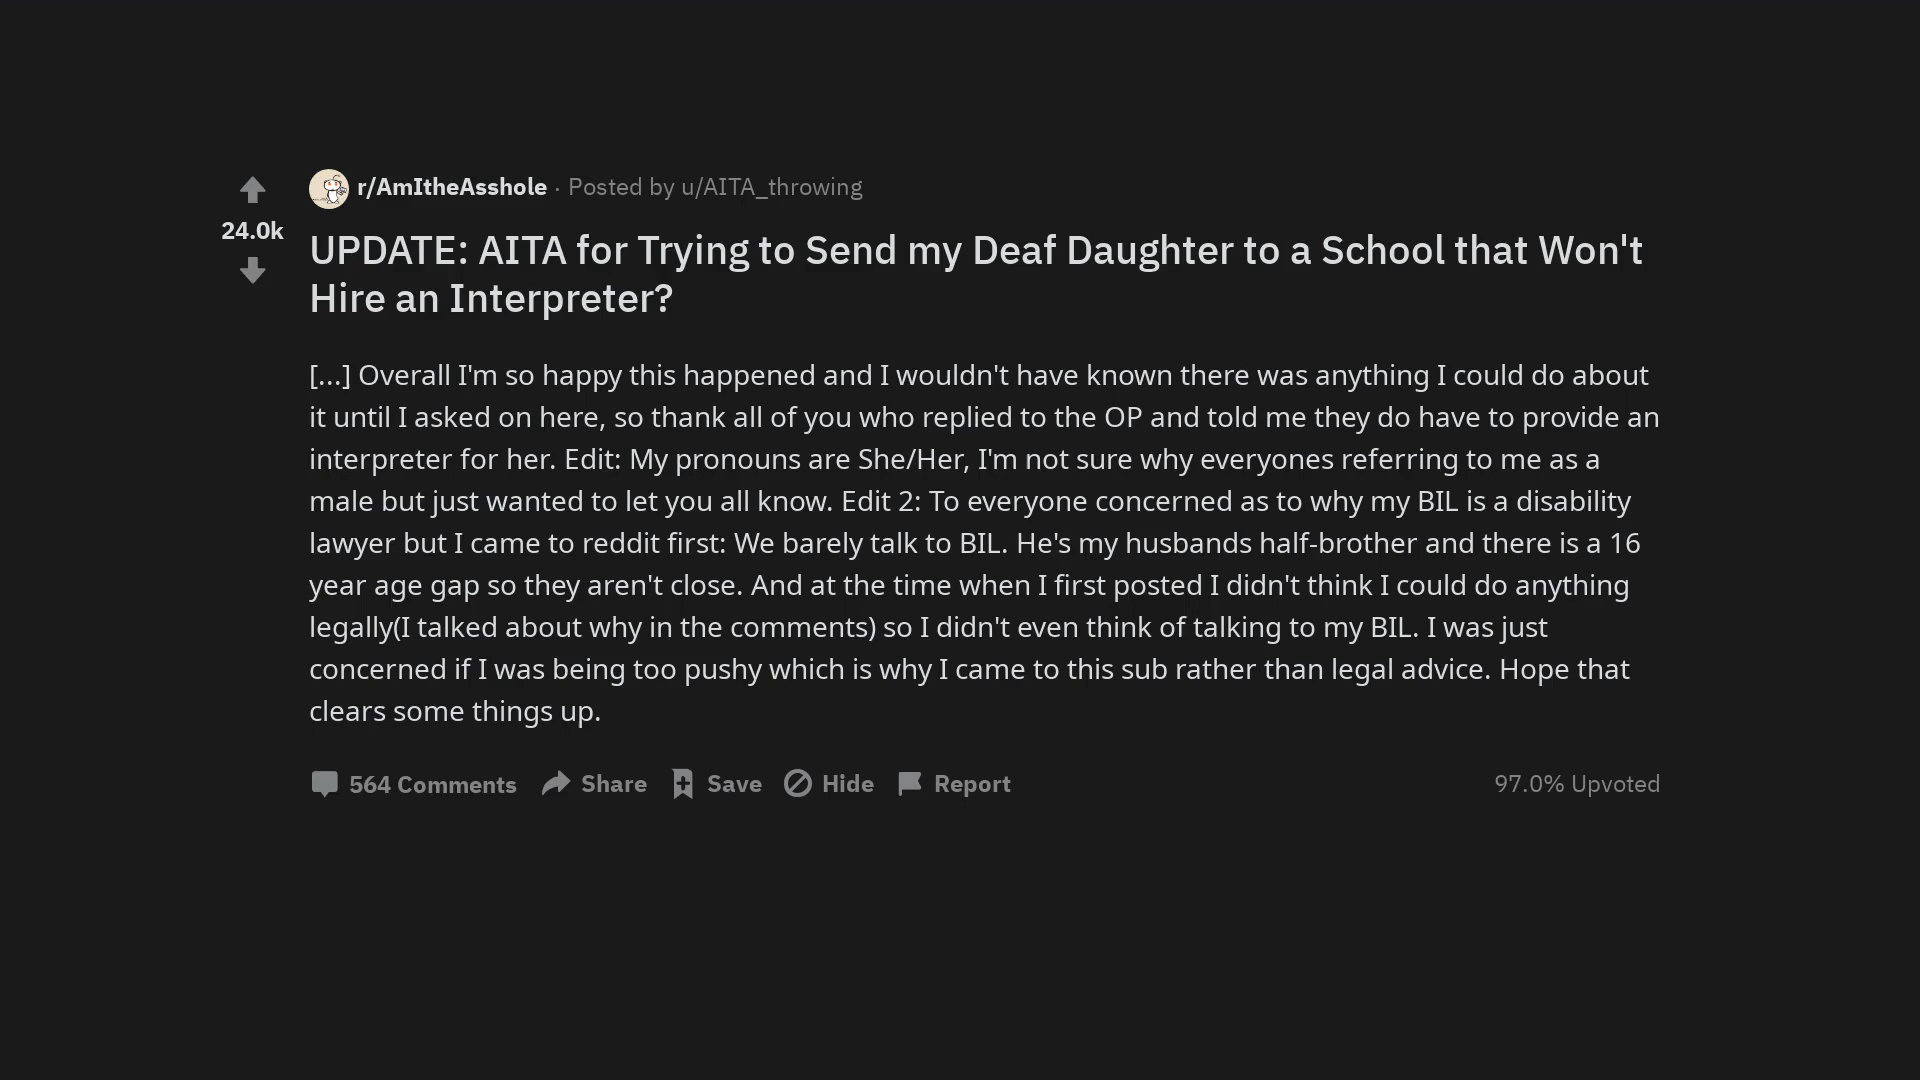 r/AmItheAsshole · Posted by u/AITA_throwing
24.0k
UPDATE: AITA for Trying to Send my Deaf Daughter to a School that Won't
Hire an Interpreter?
[...] Overall I'm so happy this happened and I wouldn't have known there was anything I could do about
it until I asked on here, so thank all of you who replied to the OP and told me they do have to provide an
interpreter for her. Edit: My pronouns are She/Her, I'm not sure why everyones referring to me as a
male but just wanted to let you all know. Edit 2: To everyone concerned as to why my BIL is a disability
lawyer but I came to reddit first: We barely talk to BIL. He's my husbands half-brother and there is a 16
year age gap so they aren't close. And at the time when I first posted I didn't think I could do anything
legally(I talked about why in the comments) so I didn't even think of talking to my BIL. I was just
concerned if I was being too pushy which is why I came to this sub rather than legal advice. Hope that
clears some things up.
564 Comments Share Save Hide Report 97.0% Upvoted